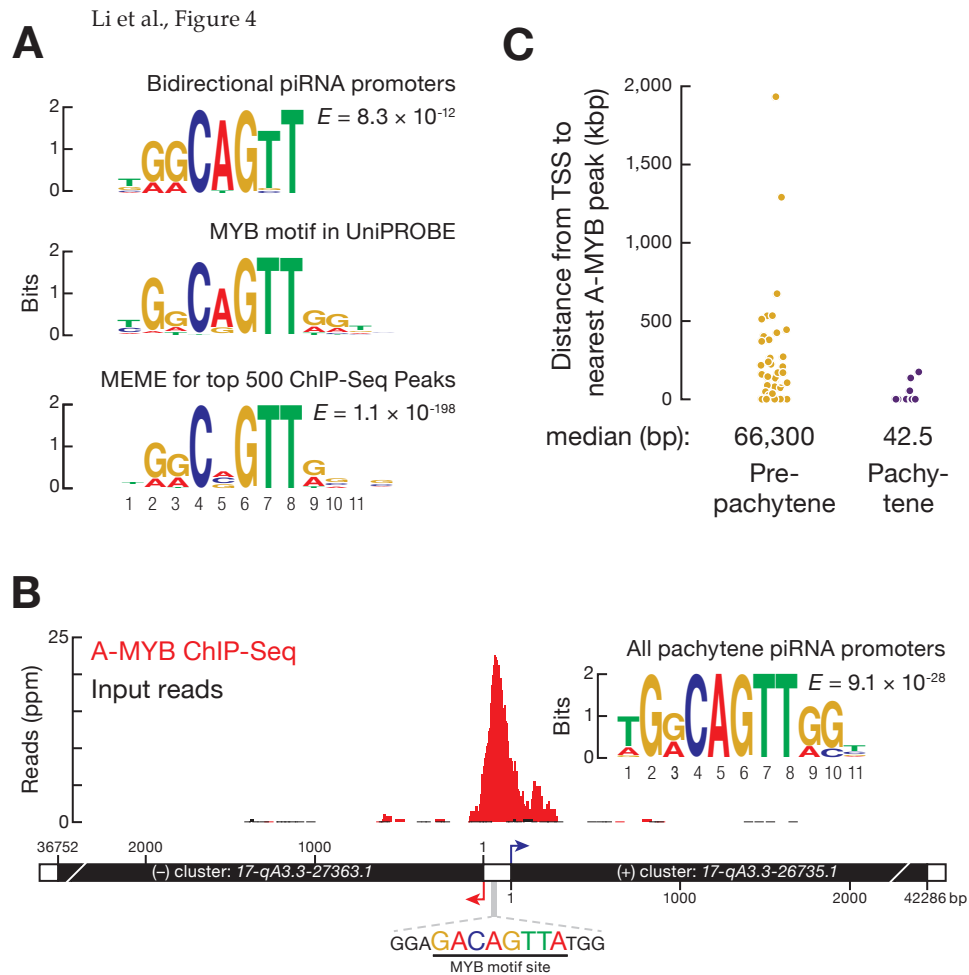 Li et al., Figure 4
A
Bidirectional piRNA promoters
E = 8.3 × 10⁻¹²
2
1
0
MYB motif in UniPROBE
2
1
0
Bits
MEME for top 500 ChIP-Seq Peaks
E = 1.1 × 10⁻¹⁹⁸
2
1
0
1 2 3 4 5 6 7 8 9 10 11
C
Distance from TSS to
nearest A-MYB peak (kbp)
2,000
1,500
1,000
500
0
median (bp): 66,300 42.5
Pre-
pachytene
Pachy-
tene
B
Reads (ppm)
25
0
A-MYB ChIP-Seq
Input reads
All pachytene piRNA promoters
E = 9.1 × 10⁻²⁸
Bits
2
1
0
TGGCAGTTGG
1 2 3 4 5 6 7 8 9 10 11
36752 2000 1000 1
(–) cluster: 17-qA3.3-27363.1 (+) cluster: 17-qA3.3-26735.1
1 1000 2000 42286 bp
GGAGACAGTTATGG
MYB motif site